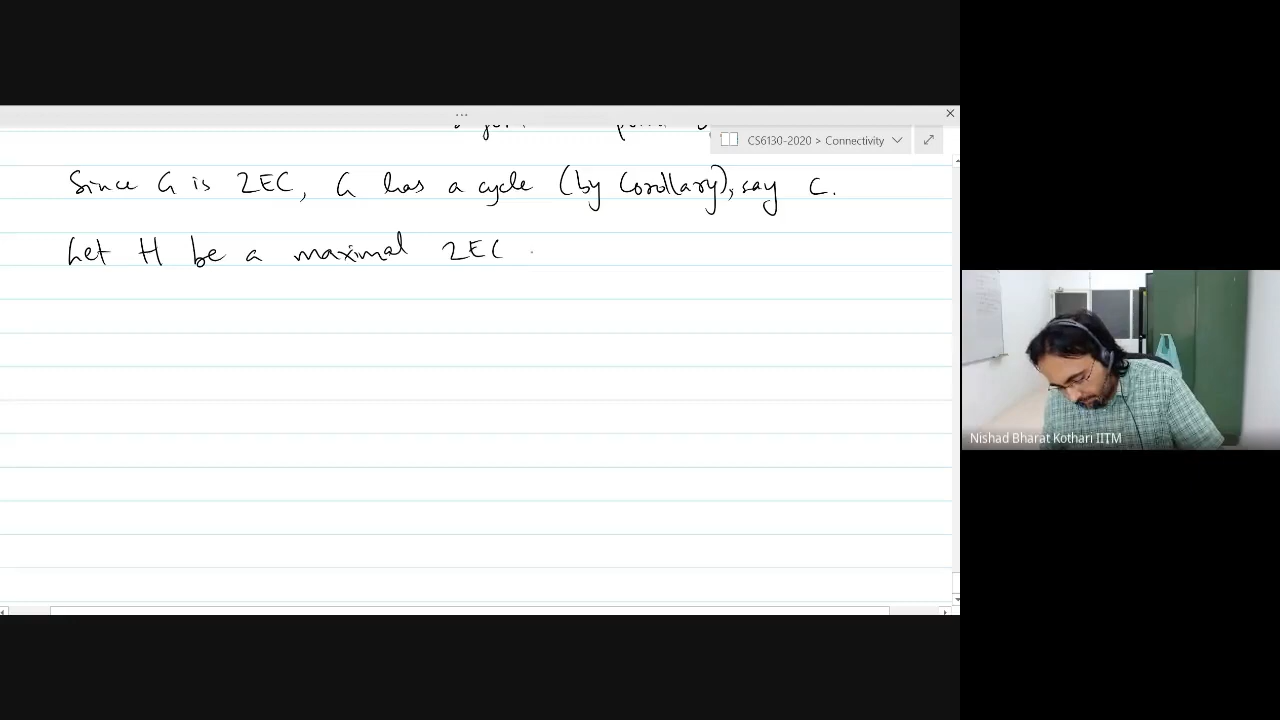 CS6130-2020 > Connectivity
Since G is 2EC, G has a cycle (by Corollary), say C.
Let H be a maximal 2EC
Nishad Bharat Kothari IITM